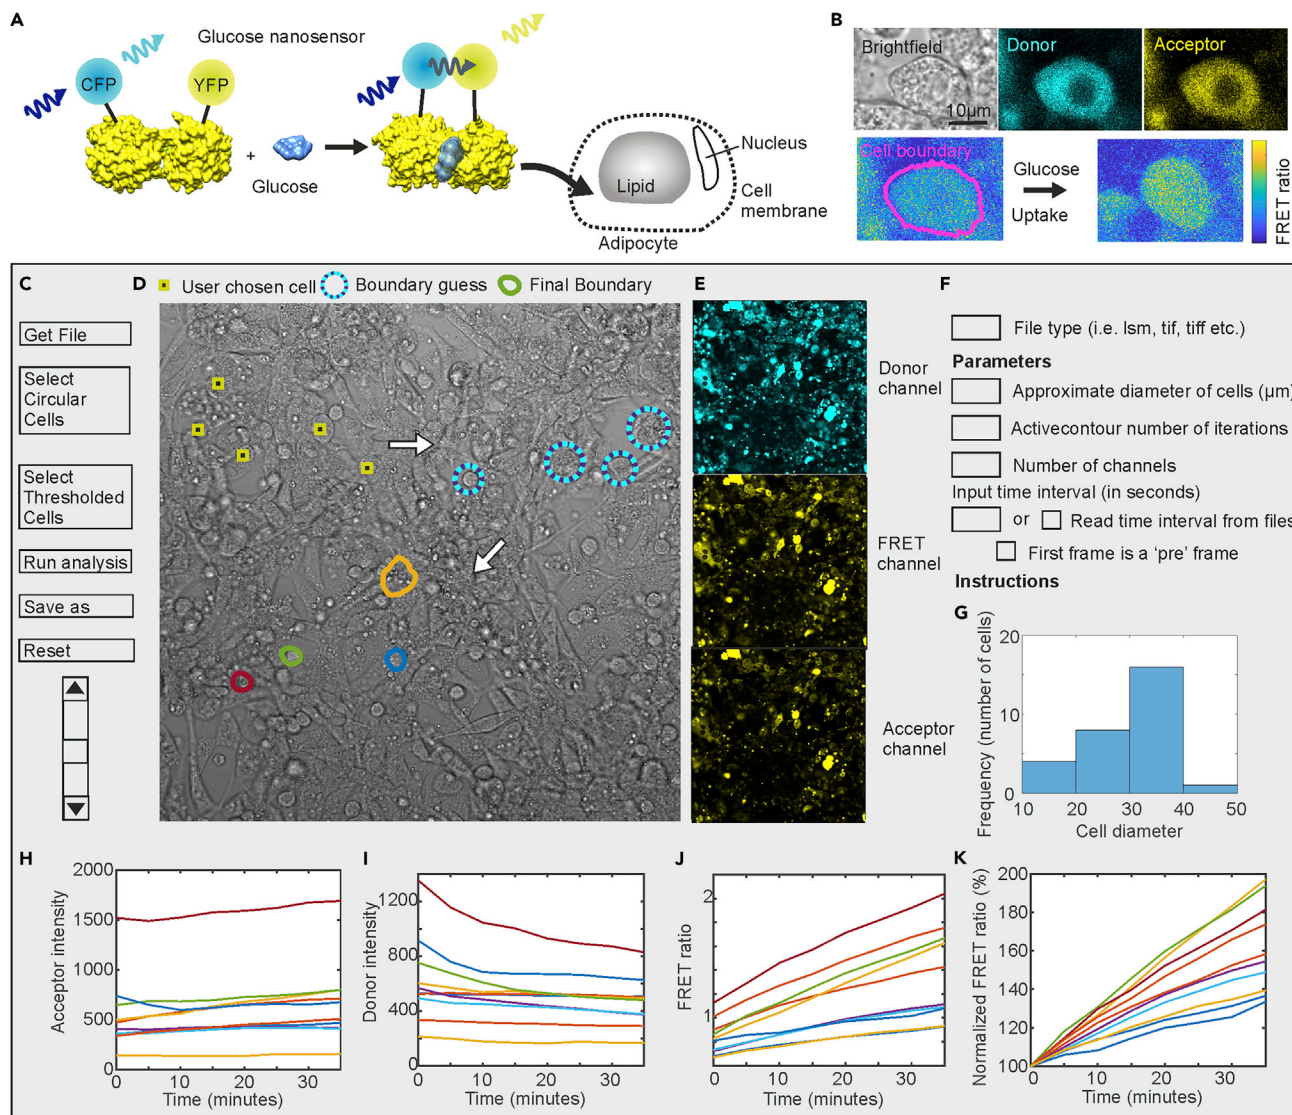 A
Glucose nanosensor
CFP
YFP
+
Glucose
Lipid
Nucleus
Cell
membrane
Adipocyte
B
Brightfield
10µm
Donor
Acceptor
Cell boundary
Glucose
Uptake
FRET ratio
C
Get File
Select
Circular
Cells
Select
Thresholded
Cells
Run analysis
Save as
Reset
D
User chosen cell
Boundary guess
Final Boundary
E
Donor
channel
FRET
channel
Acceptor
channel
F
File type (i.e. lsm, tif, tiff etc.)
Parameters
Approximate diameter of cells (µm)
Activecontour number of iterations
Number of channels
Input time interval (in seconds)
or
Read time interval from files
First frame is a 'pre' frame
Instructions
G
Frequency (number of cells)
20
10
0
10
20
30
40
50
Cell diameter
H
Acceptor intensity
2000
1500
1000
500
0
0
10
20
30
Time (minutes)
I
Donor intensity
1200
800
400
0
0
10
20
30
Time (minutes)
J
FRET ratio
2
1
0
10
20
30
Time (minutes)
K
Normalized FRET ratio (%)
200
180
160
140
120
100
0
10
20
30
Time (minutes)